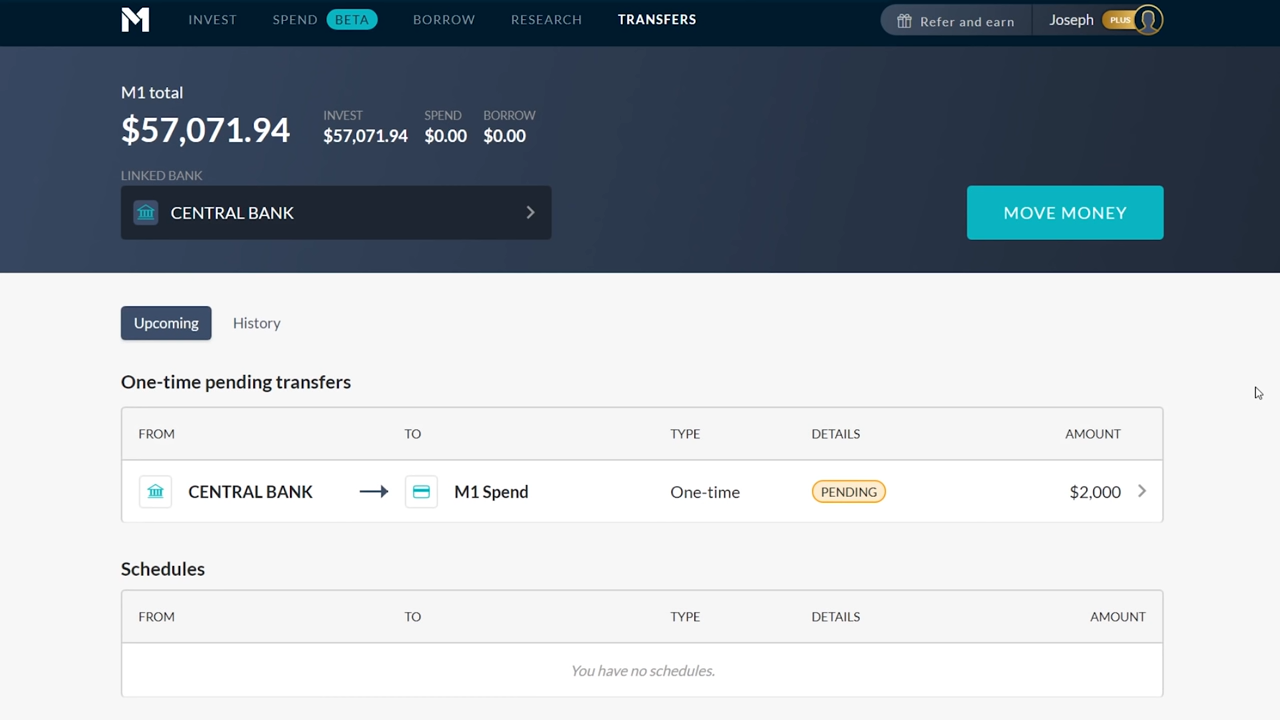 M INVEST SPEND BETA BORROW RESEARCH TRANSFERS Refer and earn Joseph PLUS
M1 total
$57,071.94
INVEST SPEND BORROW
$57,071.94 $0.00 $0.00
LINKED BANK
CENTRAL BANK
MOVE MONEY
Upcoming History
One-time pending transfers
FROM TO TYPE DETAILS AMOUNT
CENTRAL BANK M1 Spend One-time PENDING $2,000
Schedules
FROM TO TYPE DETAILS AMOUNT
You have no schedules.